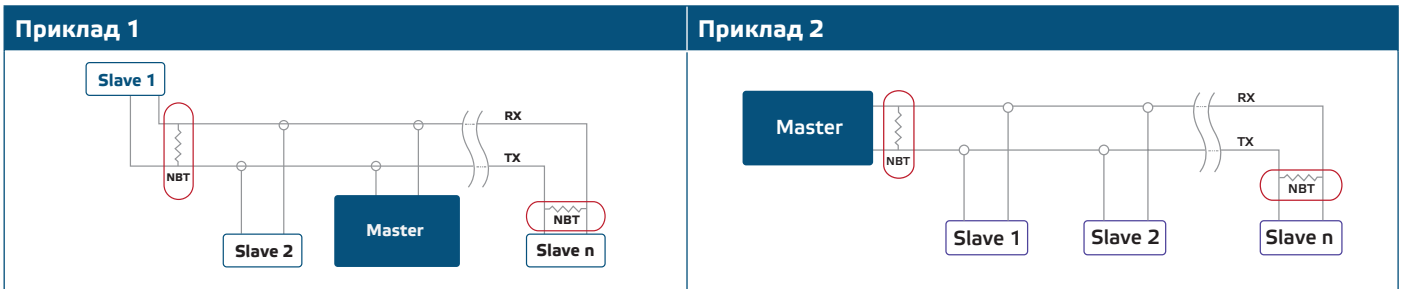 Приклад 1
Slave 1
RX
TX
NBT
NBT
Master
Slave 2
Slave n
Приклад 2
RX
Master
TX
NBT
NBT
Slave 1
Slave 2
Slave n